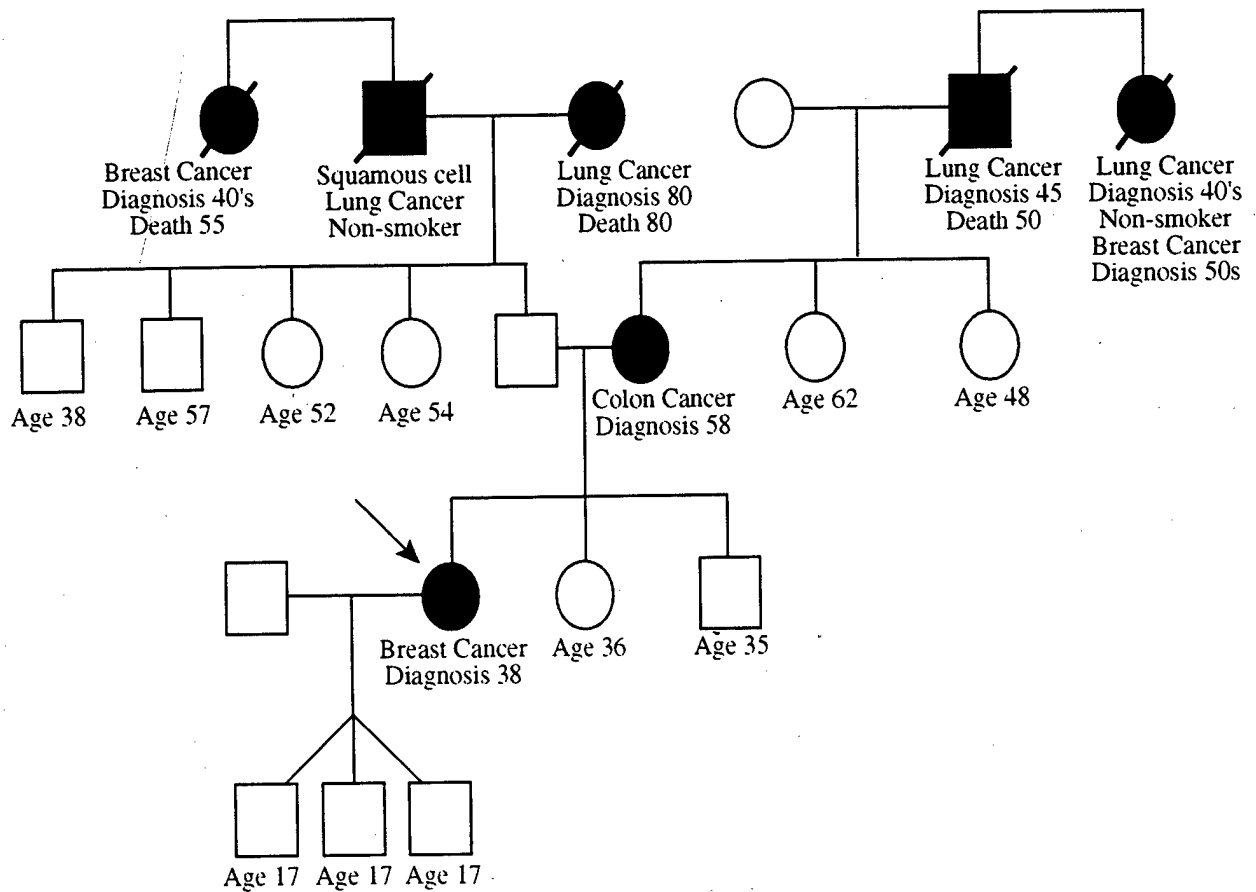 Breast Cancer
Diagnosis 40's
Death 55
Squamous cell
Lung Cancer
Non-smoker
Lung Cancer
Diagnosis 80
Death 80
Lung Cancer
Diagnosis 45
Death 50
Lung Cancer
Diagnosis 40's
Non-smoker
Breast Cancer
Diagnosis 50s
Age 38
Age 57
Age 52
Age 54
Colon Cancer
Diagnosis 58
Age 62
Age 48
Breast Cancer
Diagnosis 38
Age 36
Age 35
Age 17
Age 17
Age 17